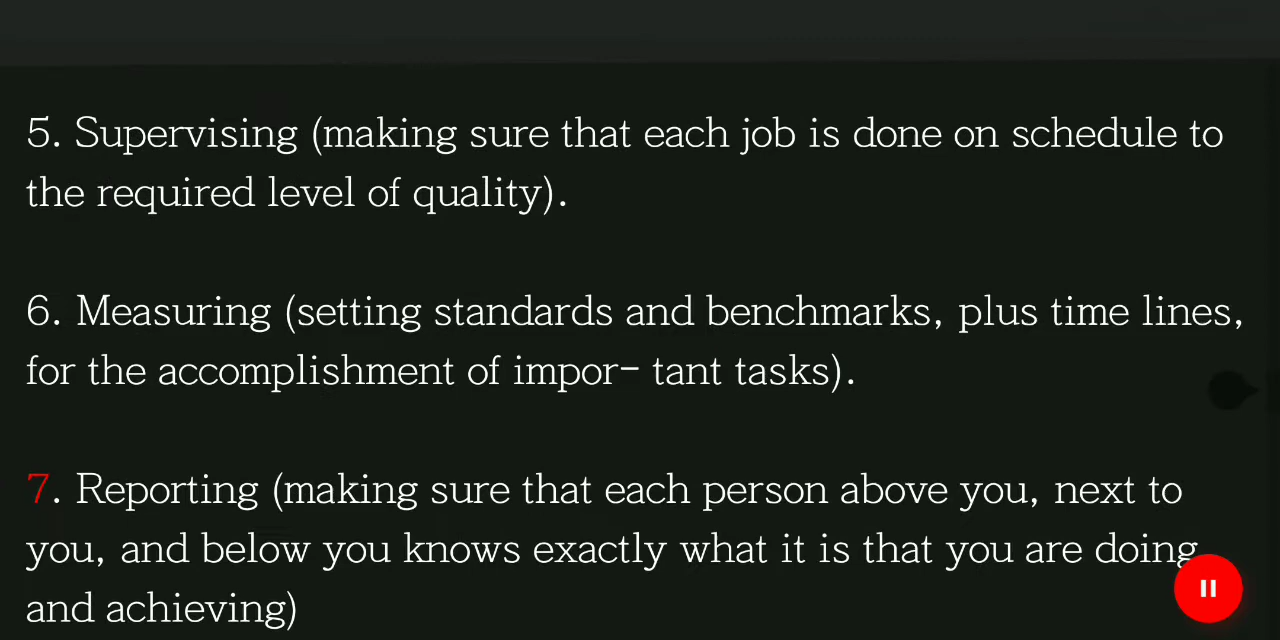 5. Supervising (making sure that each job is done on schedule to
the required level of quality).
6. Measuring (setting standards and benchmarks, plus time lines,
for the accomplishment of impor- tant tasks).
7. Reporting (making sure that each person above you, next to
you, and below you knows exactly what it is that you are doing
and achieving)